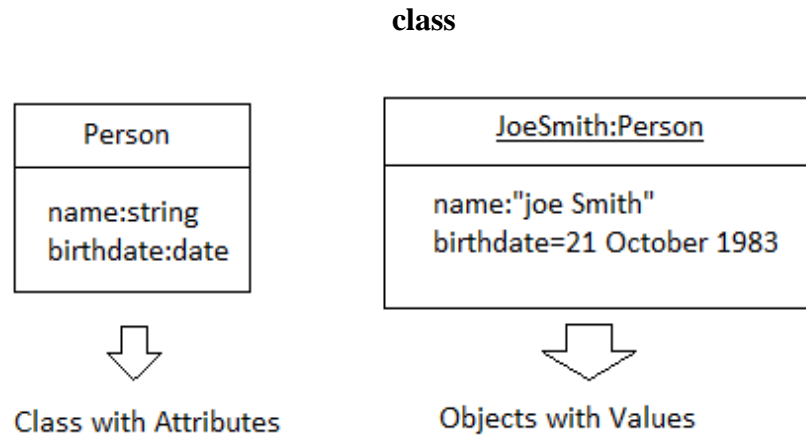 class
Person
name:string
birthdate:date
Class with Attributes
JoeSmith:Person
name:"joe Smith"
birthdate=21 October 1983
Objects with Values